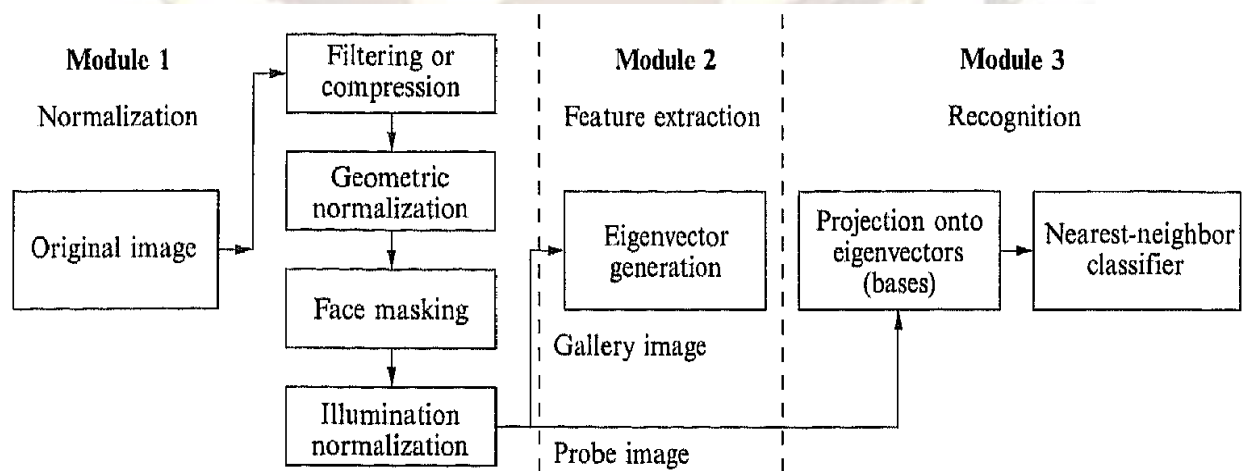 Module 1
Normalization
Original image
Filtering or
compression
Geometric
normalization
Face masking
Illumination
normalization
Module 2
Feature extraction
Eigenvector
generation
Gallery image
Probe image
Module 3
Recognition
Projection onto
eigenvectors
(bases)
Nearest-neighbor
classifier